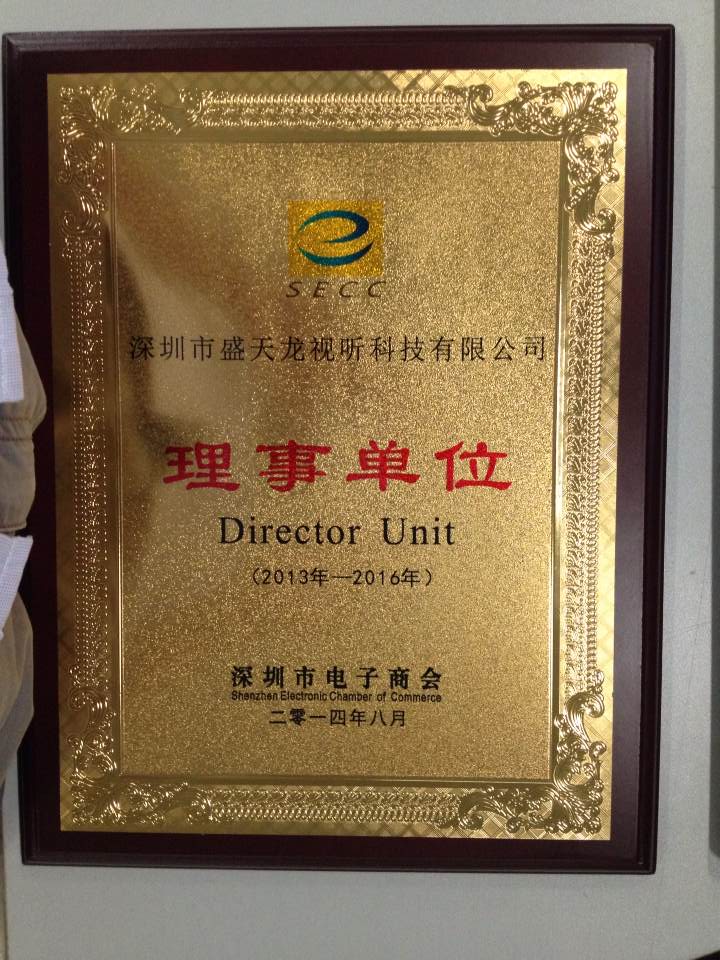 SECC
深圳市盛天龙视听科技有限公司
理事单位
Director Unit
(2013年—2016年)
深圳市电子商会
Shenzhen Electronic Chamber of Commerce
二零一四年八月